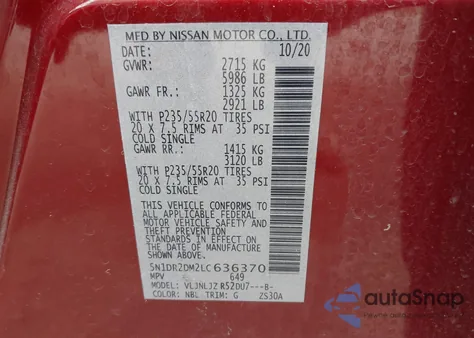 MFD BY NISSAN MOTOR CO., LTD.
DATE: 10/20
GVWR: 2715 KG
5986 LB
GAWR FR.: 1325 KG
2921 LB
WITH P235/55R20 TIRES
20 X 7.5 RIMS AT 35 PSI
COLD SINGLE
GAWR RR.: 1415 KG
3120 LB
WITH P235/55R20 TIRES
20 X 7.5 RIMS AT 35 PSI
COLD SINGLE
THIS VEHICLE CONFORMS TO
ALL APPLICABLE FEDERAL
MOTOR VEHICLE SAFETY AND
THEFT PREVENTION
STANDARDS IN EFFECT ON THE
DATE OF MANUFACTURE
SHOWN ABOVE.
5N1DR2DM2LC636370
MPV 649
MODEL: VLJNLJZ R52DU7---B-
COLOR: NBL TRIM: G ZS30A
autoSnap
www.autosnap.com